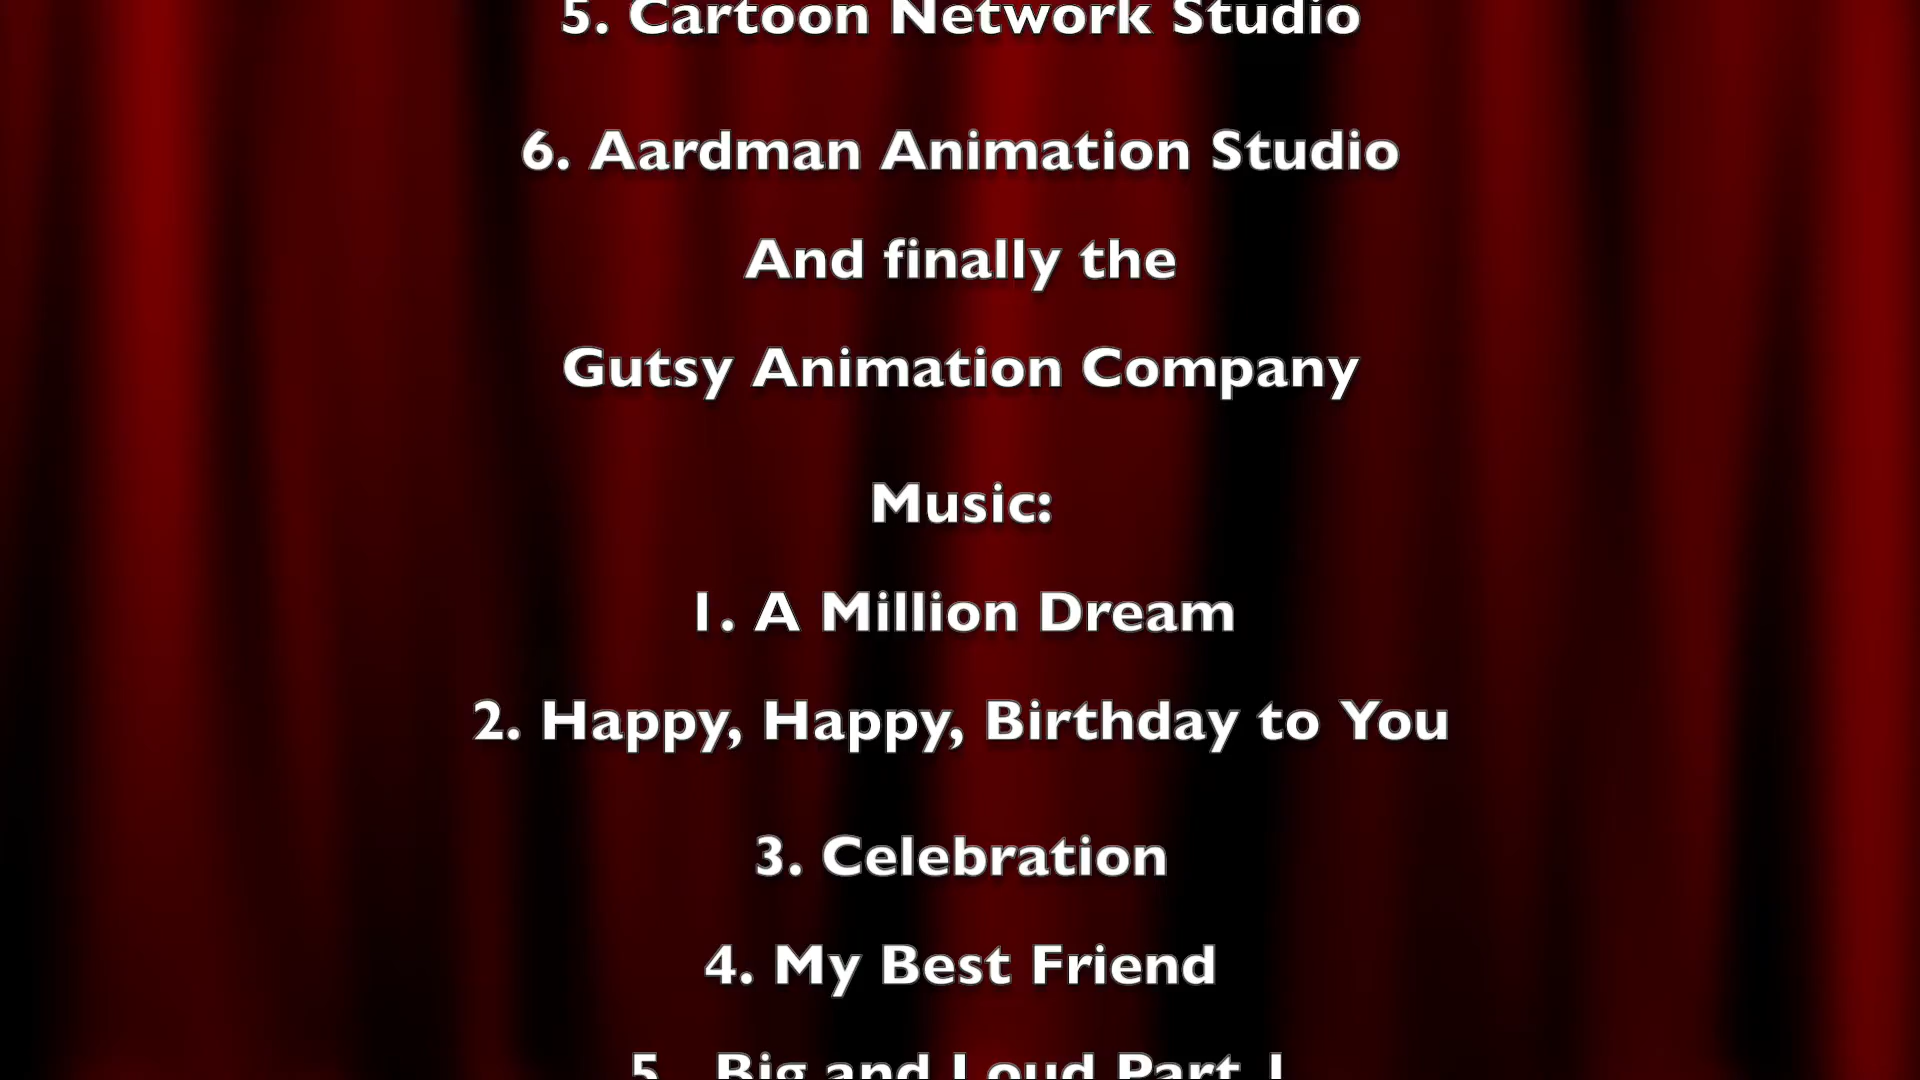 5. Cartoon Network Studio
6. Aardman Animation Studio
And finally the
Gutsy Animation Company
Music:
1. A Million Dream
2. Happy, Happy, Birthday to You
3. Celebration
4. My Best Friend
5. Big and Loud Part 1